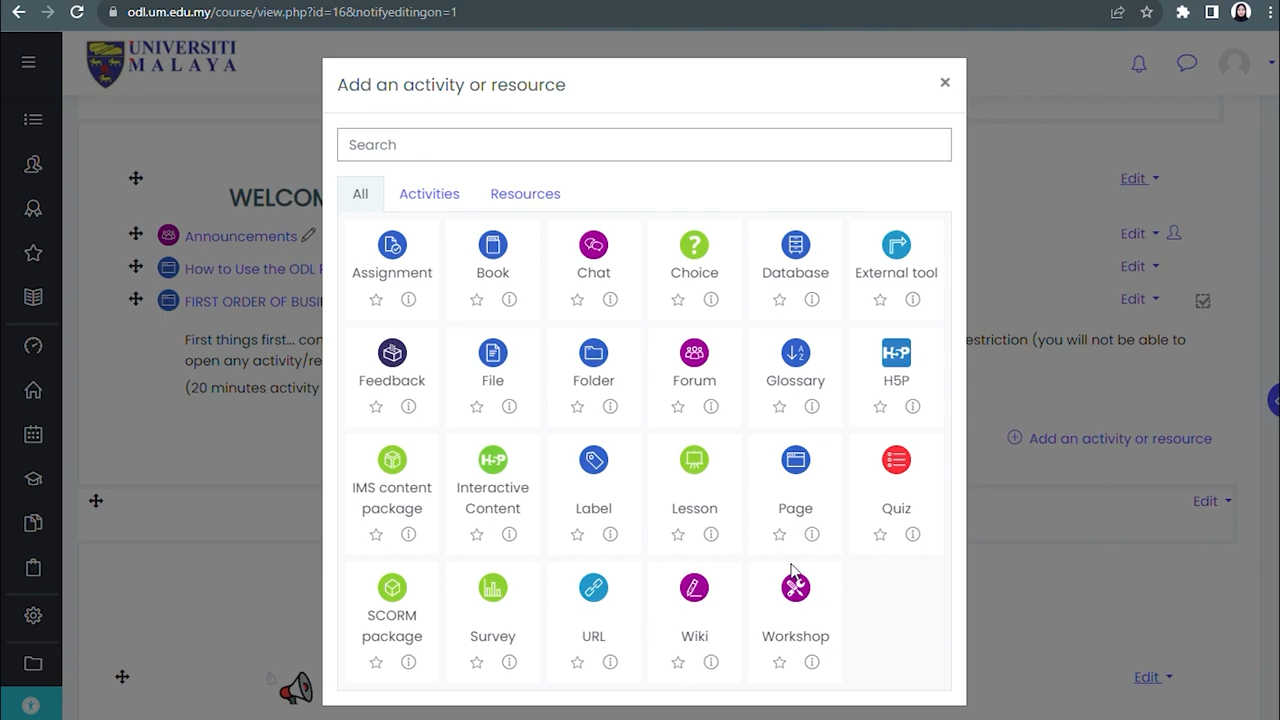 odl.um.edu.my/course/view.php?id=16&notifyeditingon=1
UNIVERSITI
MALAYA
Add an activity or resource
×
Search
All Activities Resources
WELCOM
Edit
Announcements
Edit
How to Use the ODL
Edit
FIRST ORDER OF BUSI
Edit
First things first... con
estriction (you will not be able to
open any activity/re
(20 minutes activity
Add an activity or resource
Edit
Edit
Assignment Book Chat Choice Database External tool
Feedback File Folder Forum Glossary H5P
IMS content package Interactive Content Label Lesson Page Quiz
SCORM package Survey URL Wiki Workshop